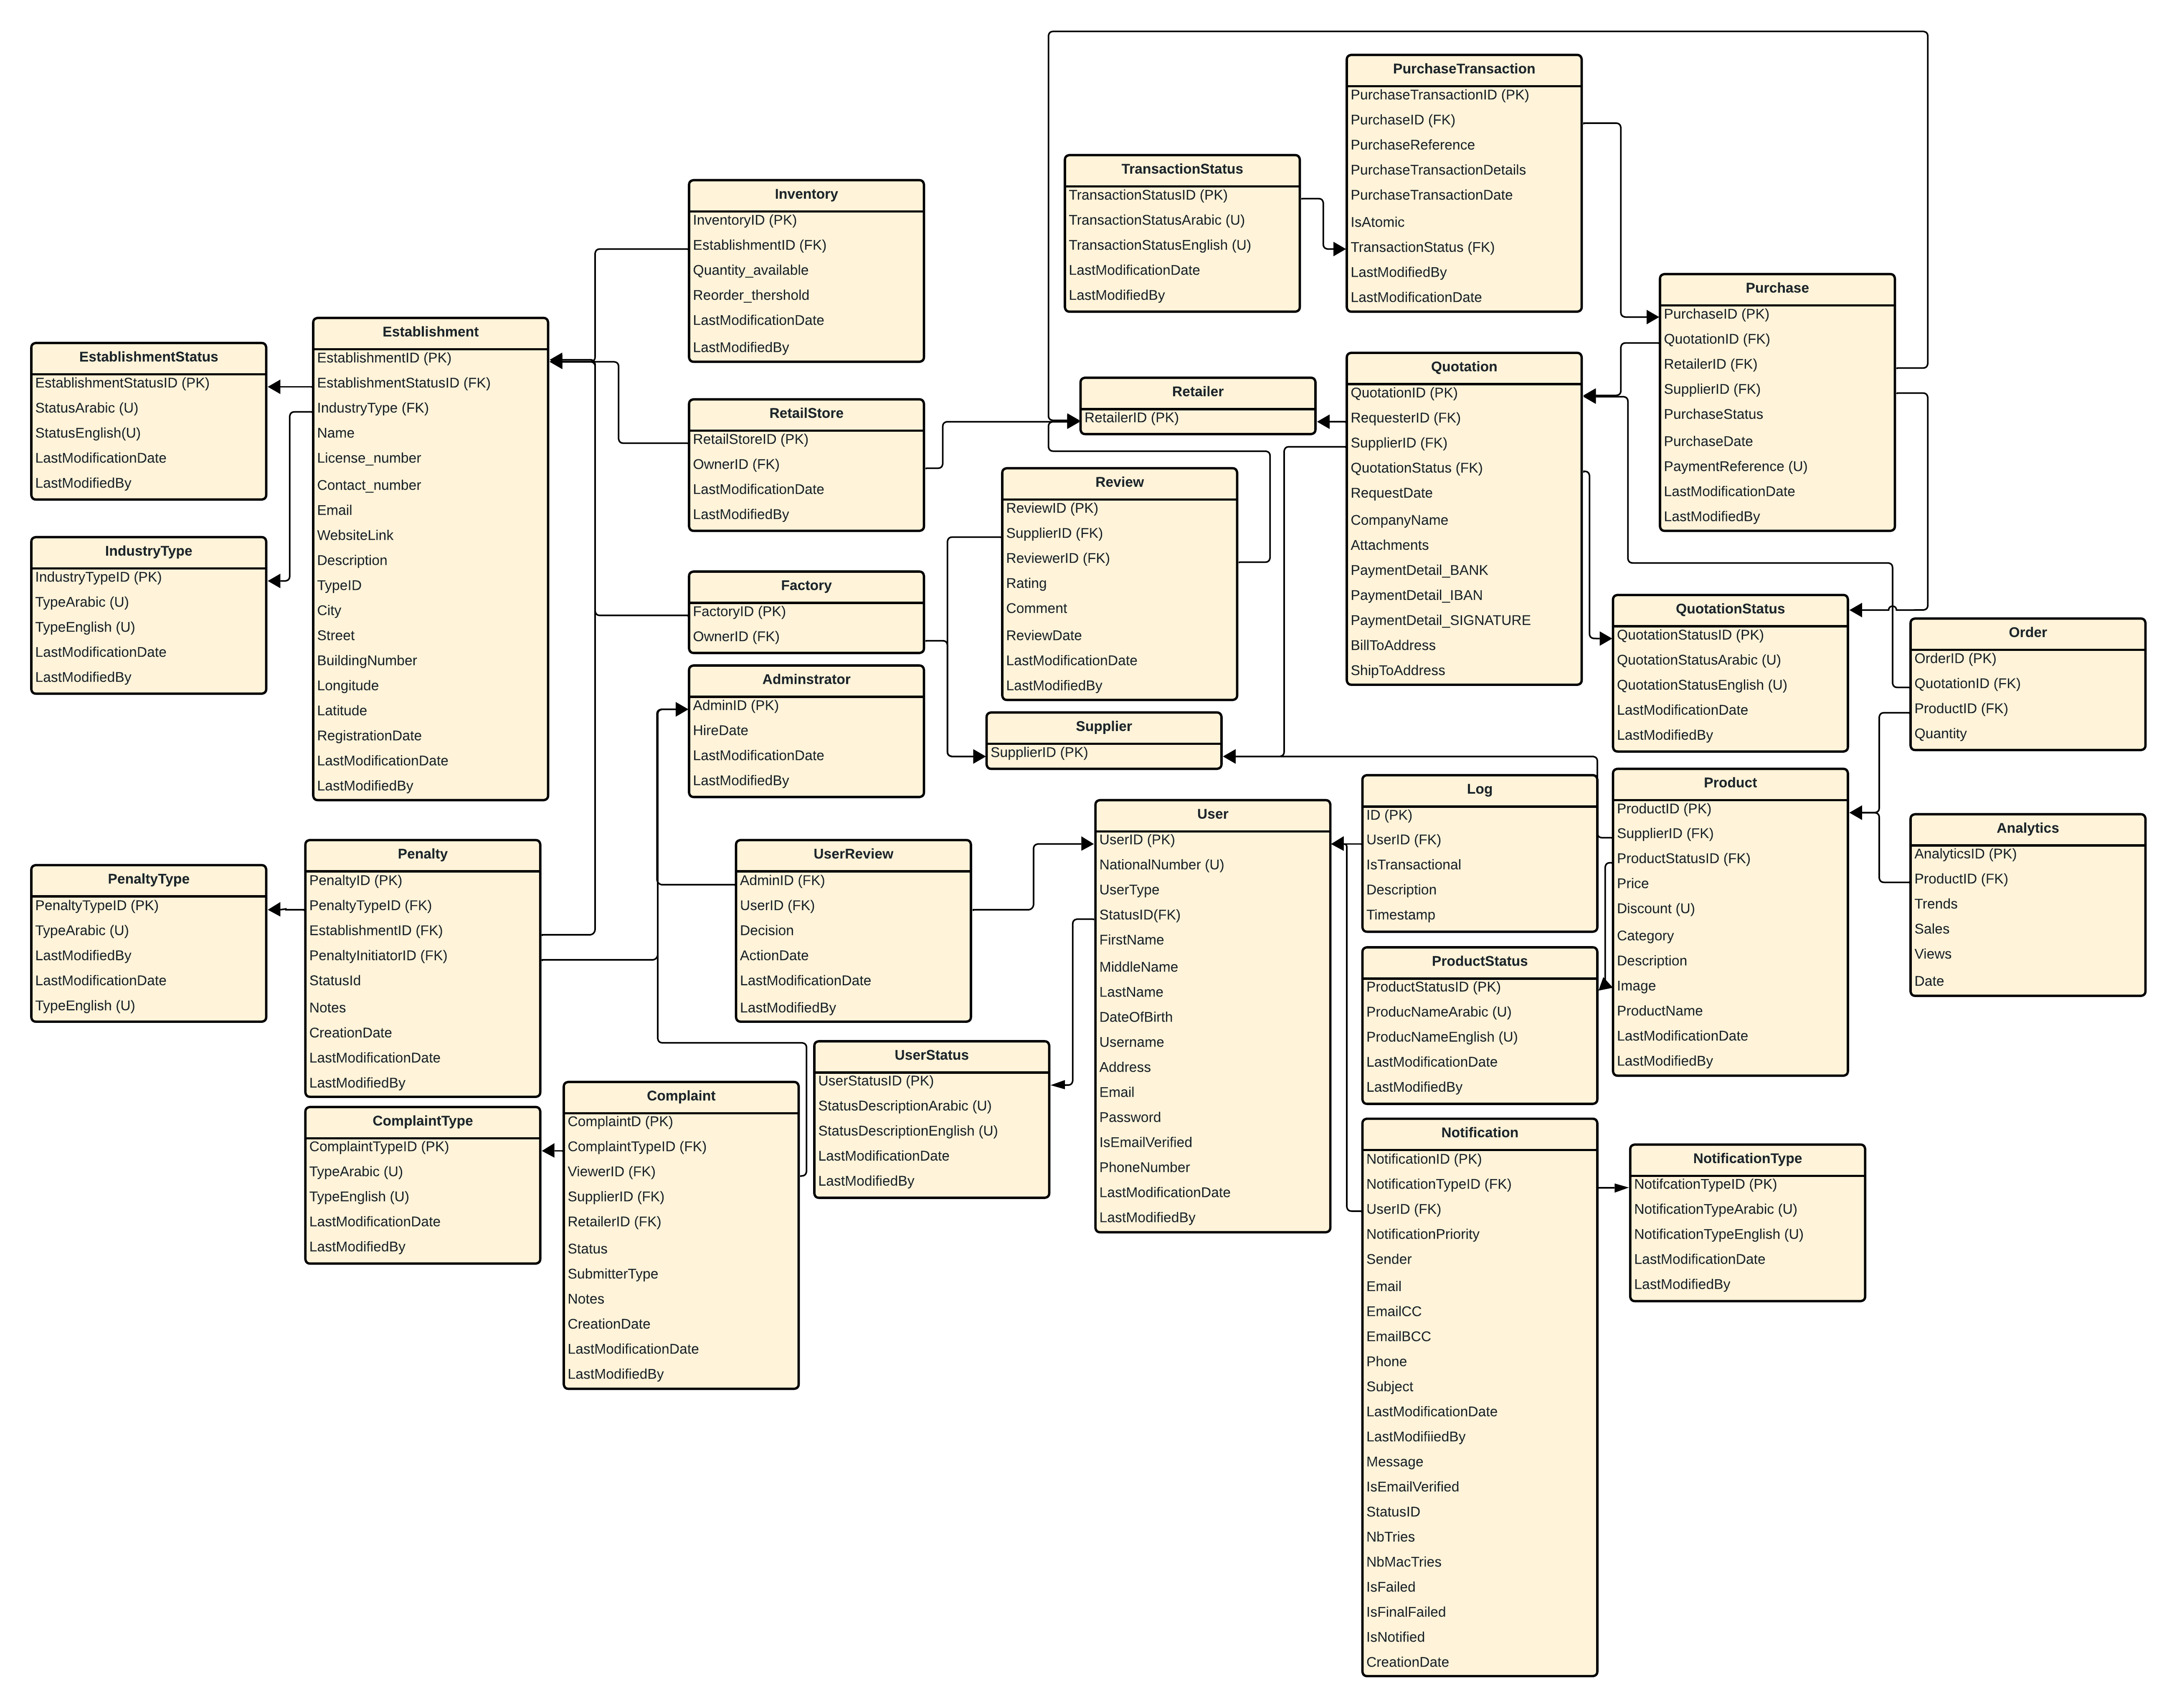 PurchaseTransaction
PurchaseTransactionID (PK)
PurchaseID (FK)
PurchaseReference
PurchaseTransactionDetails
PurchaseTransactionDate
IsAtomic
TransactionStatus (FK)
LastModifiedBy
LastModificationDate
TransactionStatus
TransactionStatusID (PK)
TransactionStatusArabic (U)
TransactionStatusEnglish (U)
LastModificationDate
LastModifiedBy
Inventory
InventoryID (PK)
EstablishmentID (FK)
Quantity_available
Reorder_thershold
LastModificationDate
LastModifiedBy
Purchase
PurchaseID (PK)
QuotationID (FK)
RetailerID (FK)
SupplierID (FK)
PurchaseStatus
PurchaseDate
PaymentReference (U)
LastModificationDate
LastModifiedBy
Establishment
EstablishmentID (PK)
EstablishmentStatusID (FK)
IndustryType (FK)
Name
License_number
Contact_number
Email
WebsiteLink
Description
TypeID
City
Street
BuildingNumber
Longitude
Latitude
RegistrationDate
LastModificationDate
LastModifiedBy
EstablishmentStatus
EstablishmentStatusID (PK)
StatusArabic (U)
StatusEnglish(U)
LastModificationDate
LastModifiedBy
Quotation
QuotationID (PK)
RequesterID (FK)
SupplierID (FK)
QuotationStatus (FK)
RequestDate
CompanyName
Attachments
PaymentDetail_BANK
PaymentDetail_IBAN
PaymentDetail_SIGNATURE
BillToAddress
ShipToAddress
Retailer
RetailerID (PK)
RetailStore
RetailStoreID (PK)
OwnerID (FK)
LastModificationDate
LastModifiedBy
Review
ReviewID (PK)
SupplierID (FK)
ReviewerID (FK)
Rating
Comment
ReviewDate
LastModificationDate
LastModifiedBy
IndustryType
IndustryTypeID (PK)
TypeArabic (U)
TypeEnglish (U)
LastModificationDate
LastModifiedBy
Factory
FactoryID (PK)
OwnerID (FK)
QuotationStatus
QuotationStatusID (PK)
QuotationStatusArabic (U)
QuotationStatusEnglish (U)
LastModificationDate
LastModifiedBy
Order
OrderID (PK)
QuotationID (FK)
ProductID (FK)
Quantity
Adminstrator
AdminID (PK)
HireDate
LastModificationDate
LastModifiedBy
Supplier
SupplierID (PK)
Log
ID (PK)
UserID (FK)
IsTransactional
Description
Timestamp
Product
ProductID (PK)
SupplierID (FK)
ProductStatusID (FK)
Price
Discount (U)
Category
Description
Image
ProductName
LastModificationDate
LastModifiedBy
User
UserID (PK)
NationalNumber (U)
UserType
StatusID(FK)
FirstName
MiddleName
LastName
DateOfBirth
Username
Address
Email
Password
IsEmailVerified
PhoneNumber
LastModificationDate
LastModifiedBy
Analytics
AnalyticsID (PK)
ProductID (FK)
Trends
Sales
Views
Date
Penalty
PenaltyID (PK)
PenaltyTypeID (FK)
EstablishmentID (FK)
PenaltyInitiatorID (FK)
StatusId
Notes
CreationDate
LastModificationDate
LastModifiedBy
UserReview
AdminID (FK)
UserID (FK)
Decision
ActionDate
LastModificationDate
LastModifiedBy
PenaltyType
PenaltyTypeID (PK)
TypeArabic (U)
LastModifiedBy
LastModificationDate
TypeEnglish (U)
ProductStatus
ProductStatusID (PK)
ProducNameArabic (U)
ProducNameEnglish (U)
LastModificationDate
LastModifiedBy
UserStatus
UserStatusID (PK)
StatusDescriptionArabic (U)
StatusDescriptionEnglish (U)
LastModificationDate
LastModifiedBy
Complaint
ComplaintD (PK)
ComplaintTypeID (FK)
ViewerID (FK)
SupplierID (FK)
RetailerID (FK)
Status
SubmitterType
Notes
CreationDate
LastModificationDate
LastModifiedBy
ComplaintType
ComplaintTypeID (PK)
TypeArabic (U)
TypeEnglish (U)
LastModificationDate
LastModifiedBy
Notification
NotificationID (PK)
NotificationTypeID (FK)
UserID (FK)
NotificationPriority
Sender
Email
EmailCC
EmailBCC
Phone
Subject
LastModificationDate
LastModifiiedBy
Message
IsEmailVerified
StatusID
NbTries
NbMacTries
IsFailed
IsFinalFailed
IsNotified
CreationDate
NotificationType
NotifcationTypeID (PK)
NotificationTypeArabic (U)
NotificationTypeEnglish (U)
LastModificationDate
LastModifiedBy